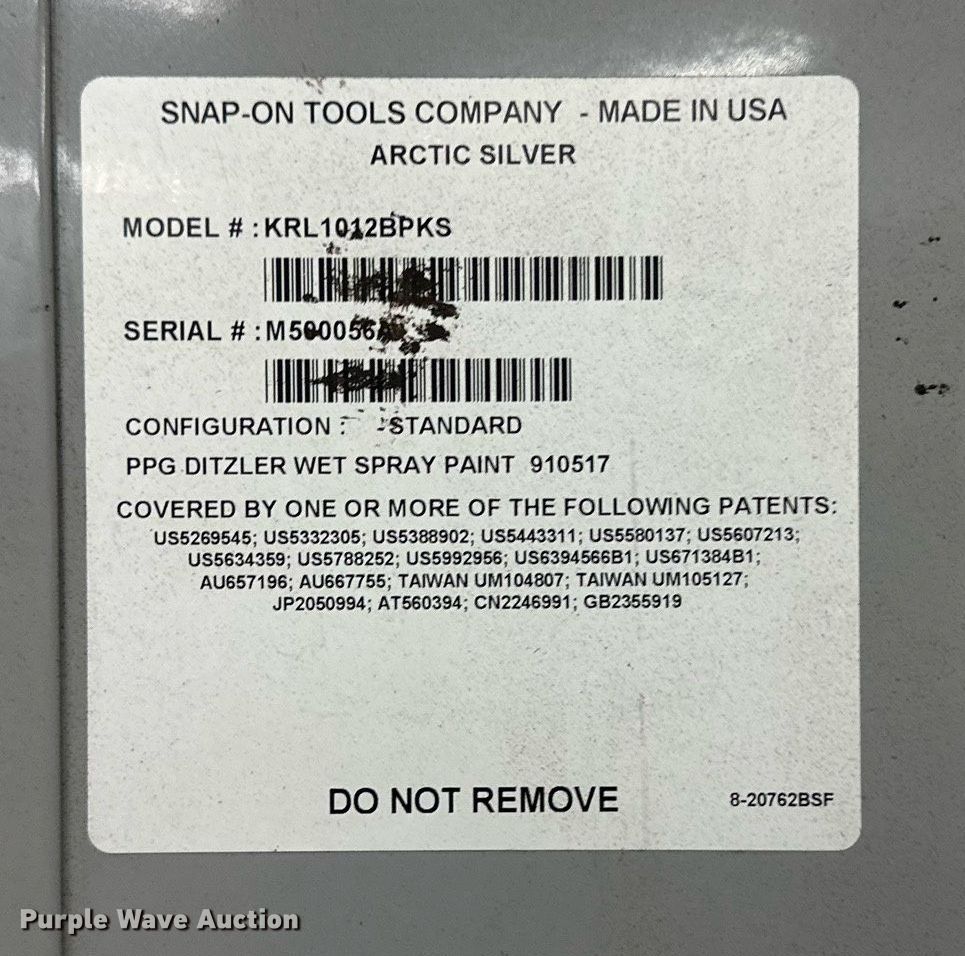 SNAP-ON TOOLS COMPANY - MADE IN USA
ARCTIC SILVER
MODEL # : KRL1012BPKS
SERIAL # :
CONFIGURATION : -STANDARD
PPG DITZLER WET SPRAY PAINT 910517
COVERED BY ONE OR MORE OF THE FOLLOWING PATENTS:
US5269545; US5332305; US5388902; US5443311; US5580137; US5607213;
US5634359; US5788252; US5992956; US6394566B1; US671384B1;
AU657196; AU667755; TAIWAN UM104807; TAIWAN UM105127;
JP2050994; AT560394; CN2246991; GB2355919
DO NOT REMOVE
8-20762BSF
Purple Wave Auction